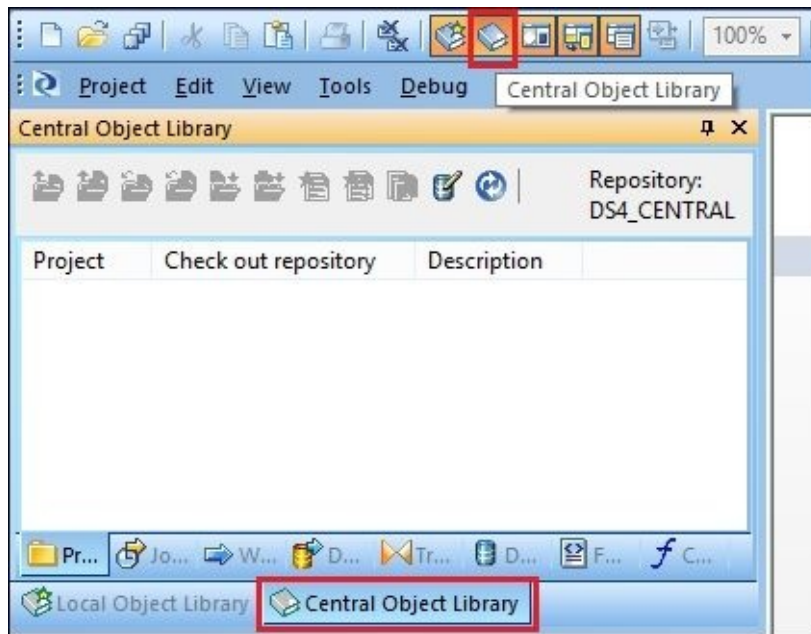 100%
Project Edit View Tools Debug
Central Object Library
Central Object Library
Repository:
DS4_CENTRAL
Project Check out repository Description
Pr... Jo... W... D... Tr... D... F... C...
Local Object Library Central Object Library